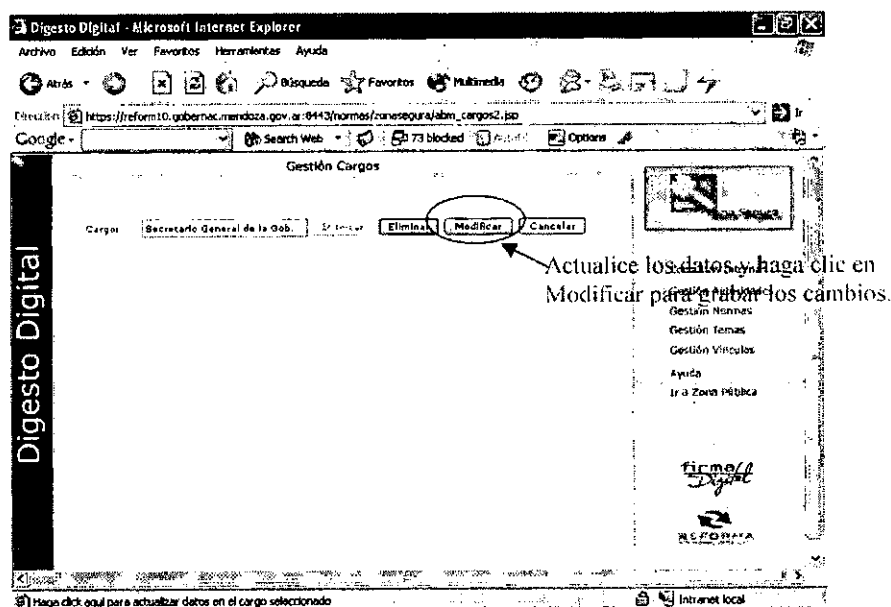 Digesto Digital - Microsoft Internet Explorer
Archivo Edición Ver Favoritos Herramientas Ayuda
Atrás Búsqueda Favoritos Multimedia
Dirección https://reform10.gobernac.mendoza.gov.ar:8443/normas/zonasegura/abm_cargos2.jsp Ir
Google - Search Web 73 blocked Options
Gestión Cargos
Cargo: Secretario General de la Gob. Eliminar Modificar Cancelar
Zona Segura
Actualice los datos y haga clic en
Modificar para grabar los cambios.
Gestión Normas
Gestión Temas
Gestión Vínculos
Ayuda
Ir a Zona Pública
Digesto Digital
Firma Digital
REFORMA
Haga click aquí para actualizar datos en el cargo seleccionado Intranet local